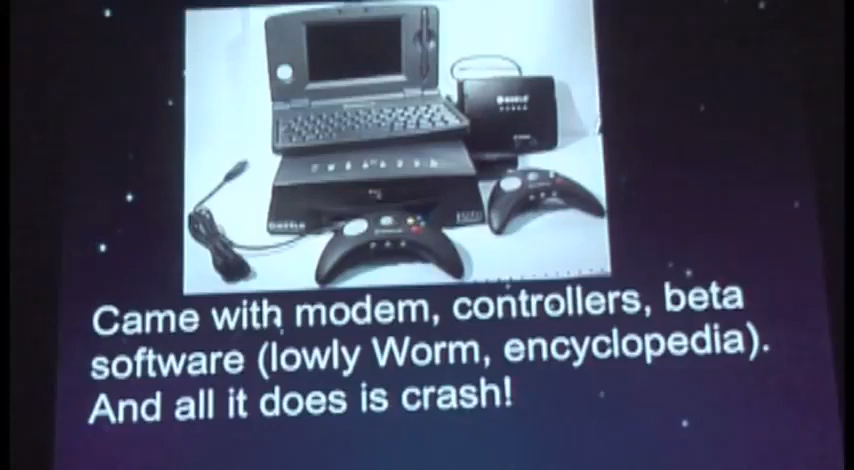 Came with modem, controllers, beta
software (lowly Worm, encyclopedia).
And all it does is crash!